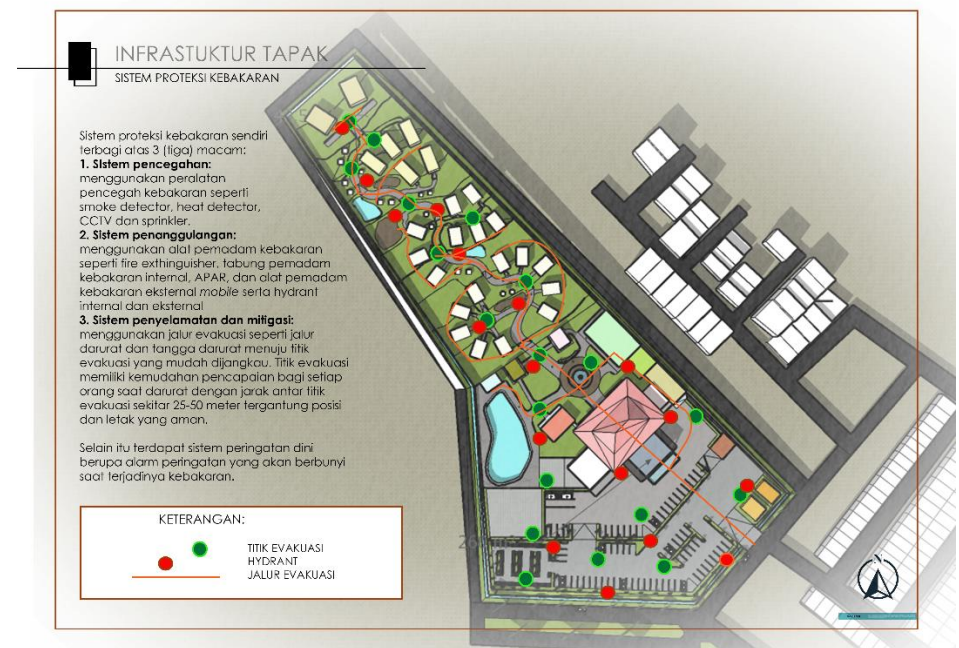 INFRASTUKTUR TAPAK
SISTEM PROTEKSI KEBAKARAN
Sistem proteksi kebakaran sendiri
terbagi atas 3 (tiga) macam:
1. SIstem pencegahan:
menggunakan peralatan
pencegah kebakaran seperti
smoke detector, heat detector,
CCTV dan sprinkler.
2. Sistem penanggulangan:
menggunakan alat pemadam kebakaran
seperti fire exthinguisher, tabung pemadam
kebakaran internal, APAR, dan alat pemadam
kebakaran eksternal mobile serta hydrant
internal dan eksternal
3. Sistem penyelamatan dan mitigasi:
menggunakan jalur evakuasi seperti jalur
darurat dan tangga darurat menuju titik
evakuasi yang mudah dijangkau. Titik evakuasi
memiliki kemudahan pencapaian bagi setiap
orang saat darurat dengan jarak antar titik
evakuasi sekitar 25-50 meter tergantung posisi
dan letak yang aman.
Selain itu terdapat sistem peringatan dini
berupa alarm peringatan yang akan berbunyi
saat terjadinya kebakaran.
KETERANGAN:
TITIK EVAKUASI
HYDRANT
JALUR EVAKUASI